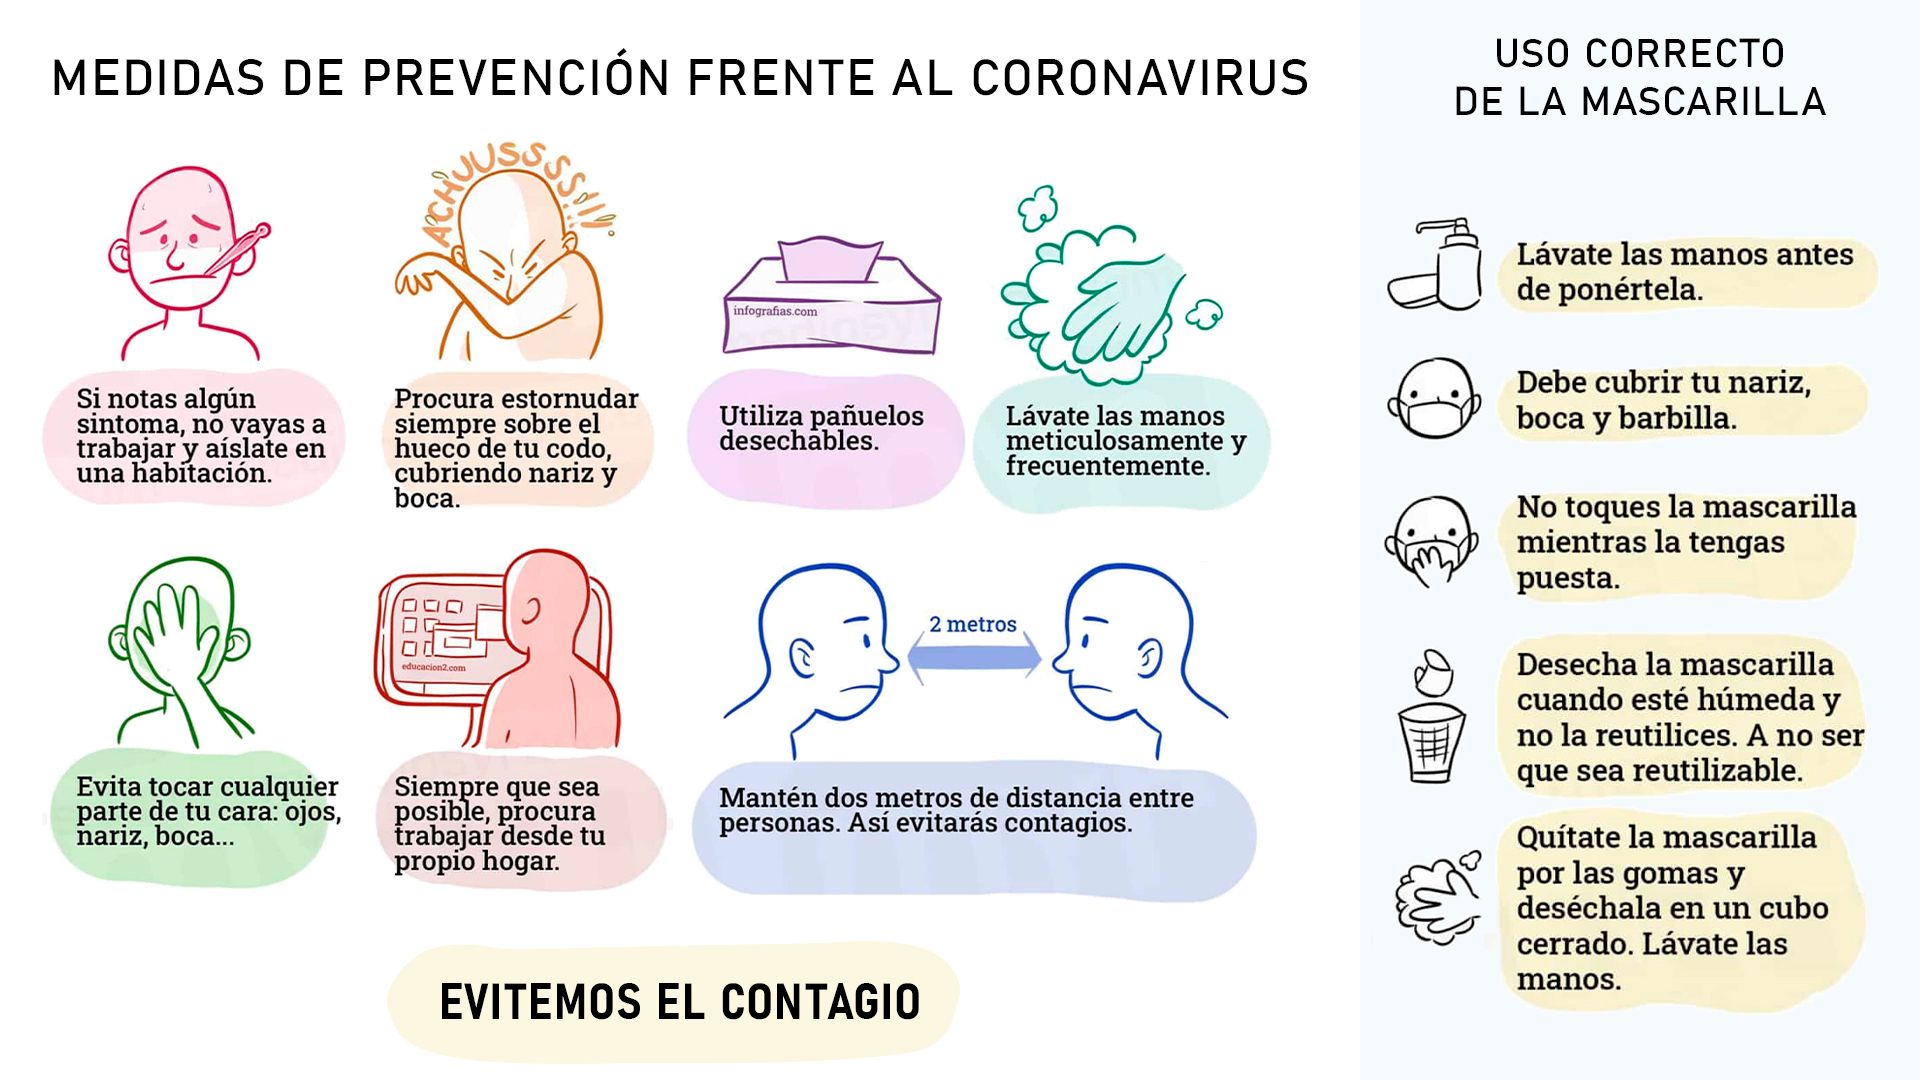 MEDIDAS DE PREVENCIÓN FRENTE AL CORONAVIRUS
ACHUUSSSSS!!!
Si notas algún
sintoma, no vayas a
trabajar y aíslate en
una habitación.
Procura estornudar
siempre sobre el
hueco de tu codo,
cubriendo nariz y
boca.
infografias.com
Utiliza pañuelos
desechables.
Lávate las manos
meticulosamente y
frecuentemente.
Evita tocar cualquier
parte de tu cara: ojos,
nariz, boca...
educacion2.com
Siempre que sea
posible, procura
trabajar desde tu
propio hogar.
2 metros
Mantén dos metros de distancia entre
personas. Así evitarás contagios.
EVITEMOS EL CONTAGIO
USO CORRECTO
DE LA MASCARILLA
Lávate las manos antes
de ponértela.
Debe cubrir tu nariz,
boca y barbilla.
No toques la mascarilla
mientras la tengas
puesta.
Desecha la mascarilla
cuando esté húmeda y
no la reutilices. A no ser
que sea reutilizable.
Quítate la mascarilla
por las gomas y
deséchala en un cubo
cerrado. Lávate las
manos.